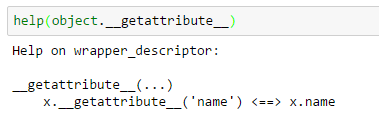 help(object.__getattribute__)
Help on wrapper_descriptor:
__getattribute__(...)
x.__getattribute__('name') <==> x.name